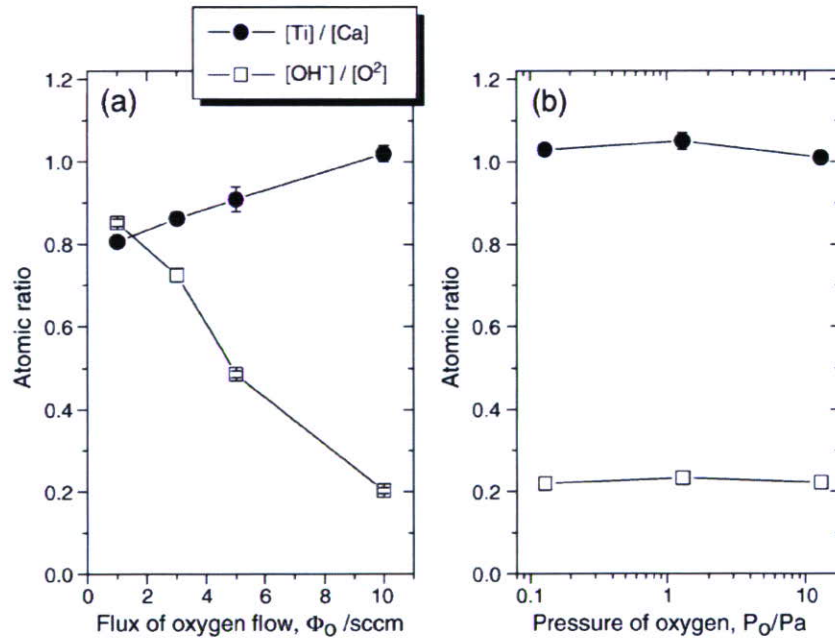 [Ti] / [Ca]
[OH⁻] / [O²]
(a)
(b)
1.2
1.0
0.8
0.6
0.4
0.2
0.0
Atomic ratio
0 2 4 6 8 10
Flux of oxygen flow, Φ_O /sccm
1.2
1.0
0.8
0.6
0.4
0.2
0.0
Atomic ratio
0.1 1 10
Pressure of oxygen, P_O/Pa